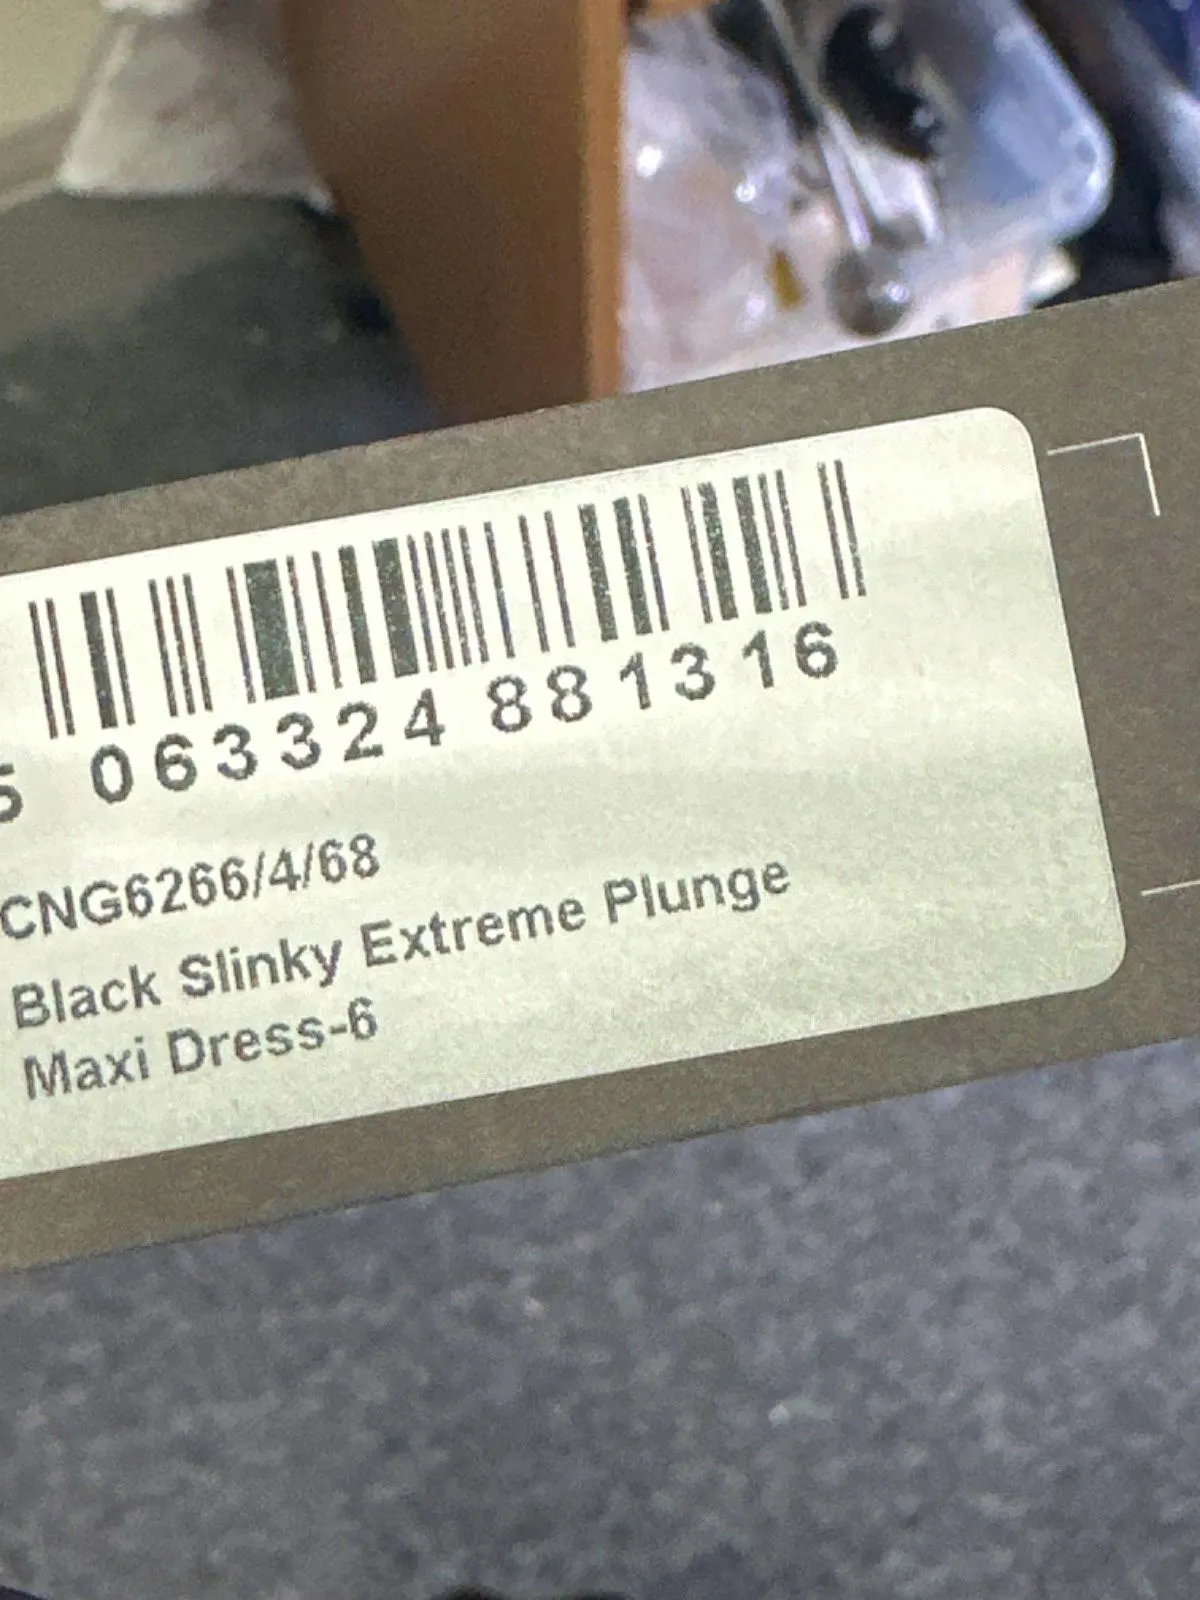 5 063324 881316
CNG6266/4/68
Black Slinky Extreme Plunge
Maxi Dress-6